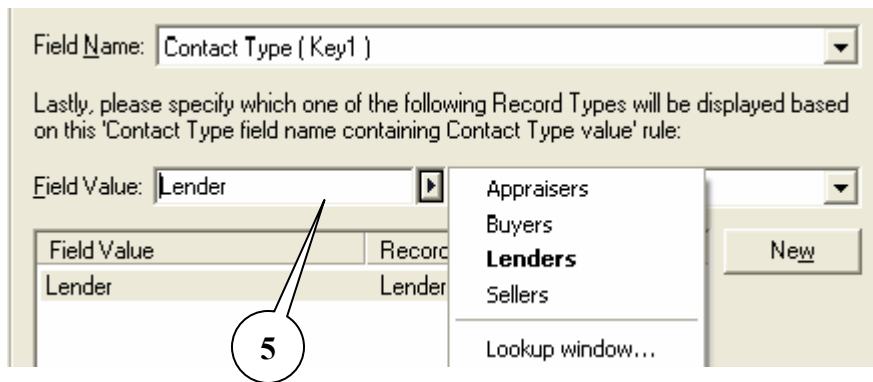 Field Name: Contact Type ( Key1 )
Lastly, please specify which one of the following Record Types will be displayed based
on this 'Contact Type field name containing Contact Type value' rule:
Field Value: Lender
Appraisers
Buyers
Lenders
Sellers
Lookup window...
Field Value
Lender Lender
New
5